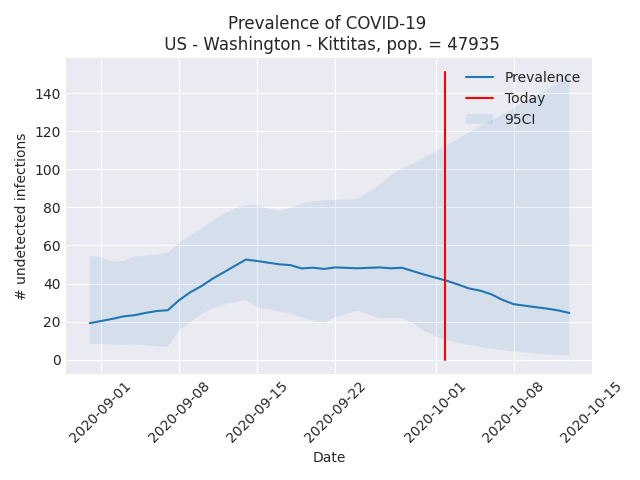 Prevalence of COVID-19
US - Washington - Kittitas, pop. = 47935
Prevalence
Today
95CI
# undetected infections
140
120
100
80
60
40
20
0
2020-09-01
2020-09-08
2020-09-15
2020-09-22
2020-10-01
2020-10-08
2020-10-15
Date